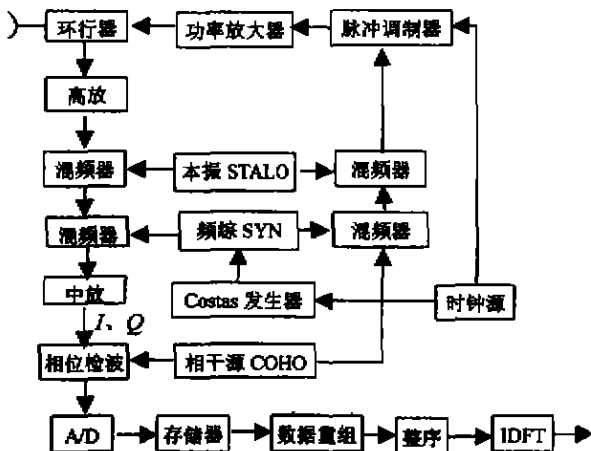 环行器 功率放大器 脉冲调制器
高放
混频器 本振 STALO 混频器
混频器 频综 SYN 混频器
中放 Costas 发生器 时钟源
I、Q
相位检波 相干源 COHO
A/D 存储器 数据重组 整序 IDFT